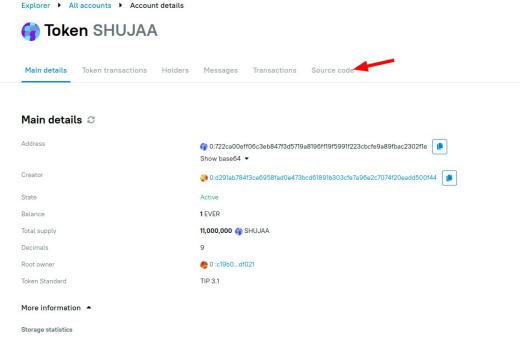 Explorer ▸ All accounts ▸ Account details
Token SHUJAA
Main details Token transactions Holders Messages Transactions Source code
Main details
Address 0:722ca00eff06c3eb847f3d5719a8196ff19f5991f223cbcfe9a89fbac2302f1e
Show base64
Creator 0:d291ab784f3ca6958fad0e473bcd61891b303cfe7a96e2c7074f20eadd500f44
State Active
Balance 1 EVER
Total supply 11,000,000 SHUJAA
Decimals 9
Root owner 0:c19b0...df021
Token Standard TIP 3.1
More information
Storage statistics